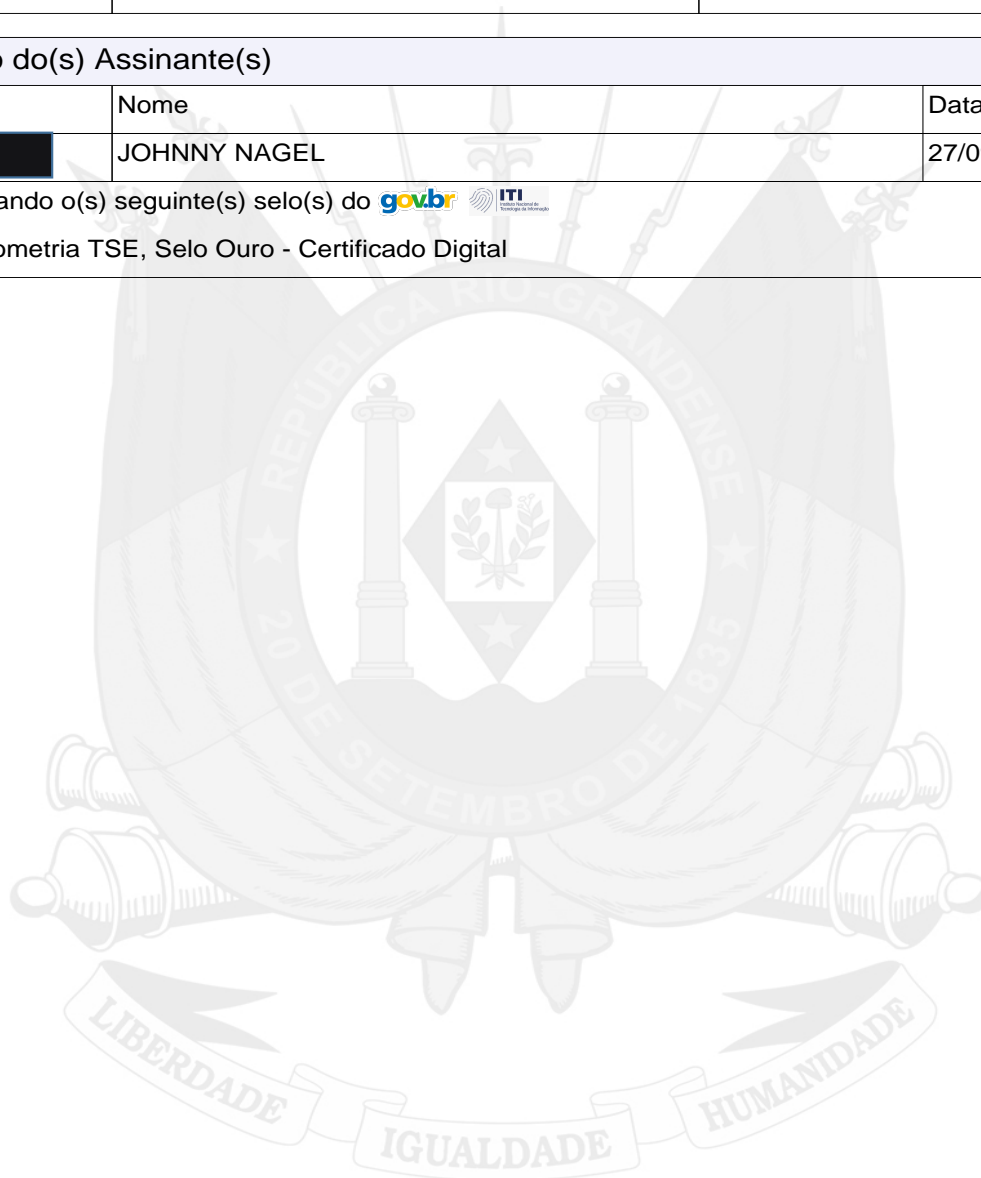 o do(s) Assinante(s)
Nome
Data
JOHNNY NAGEL
27/0
ando o(s) seguinte(s) selo(s) do gov.br ITI
ometria TSE, Selo Ouro - Certificado Digital
REPÚBLICA RIO-GRANDENSE
20 DE SETEMBRO DE 1835
LIBERDADE
IGUALDADE
HUMANIDADE